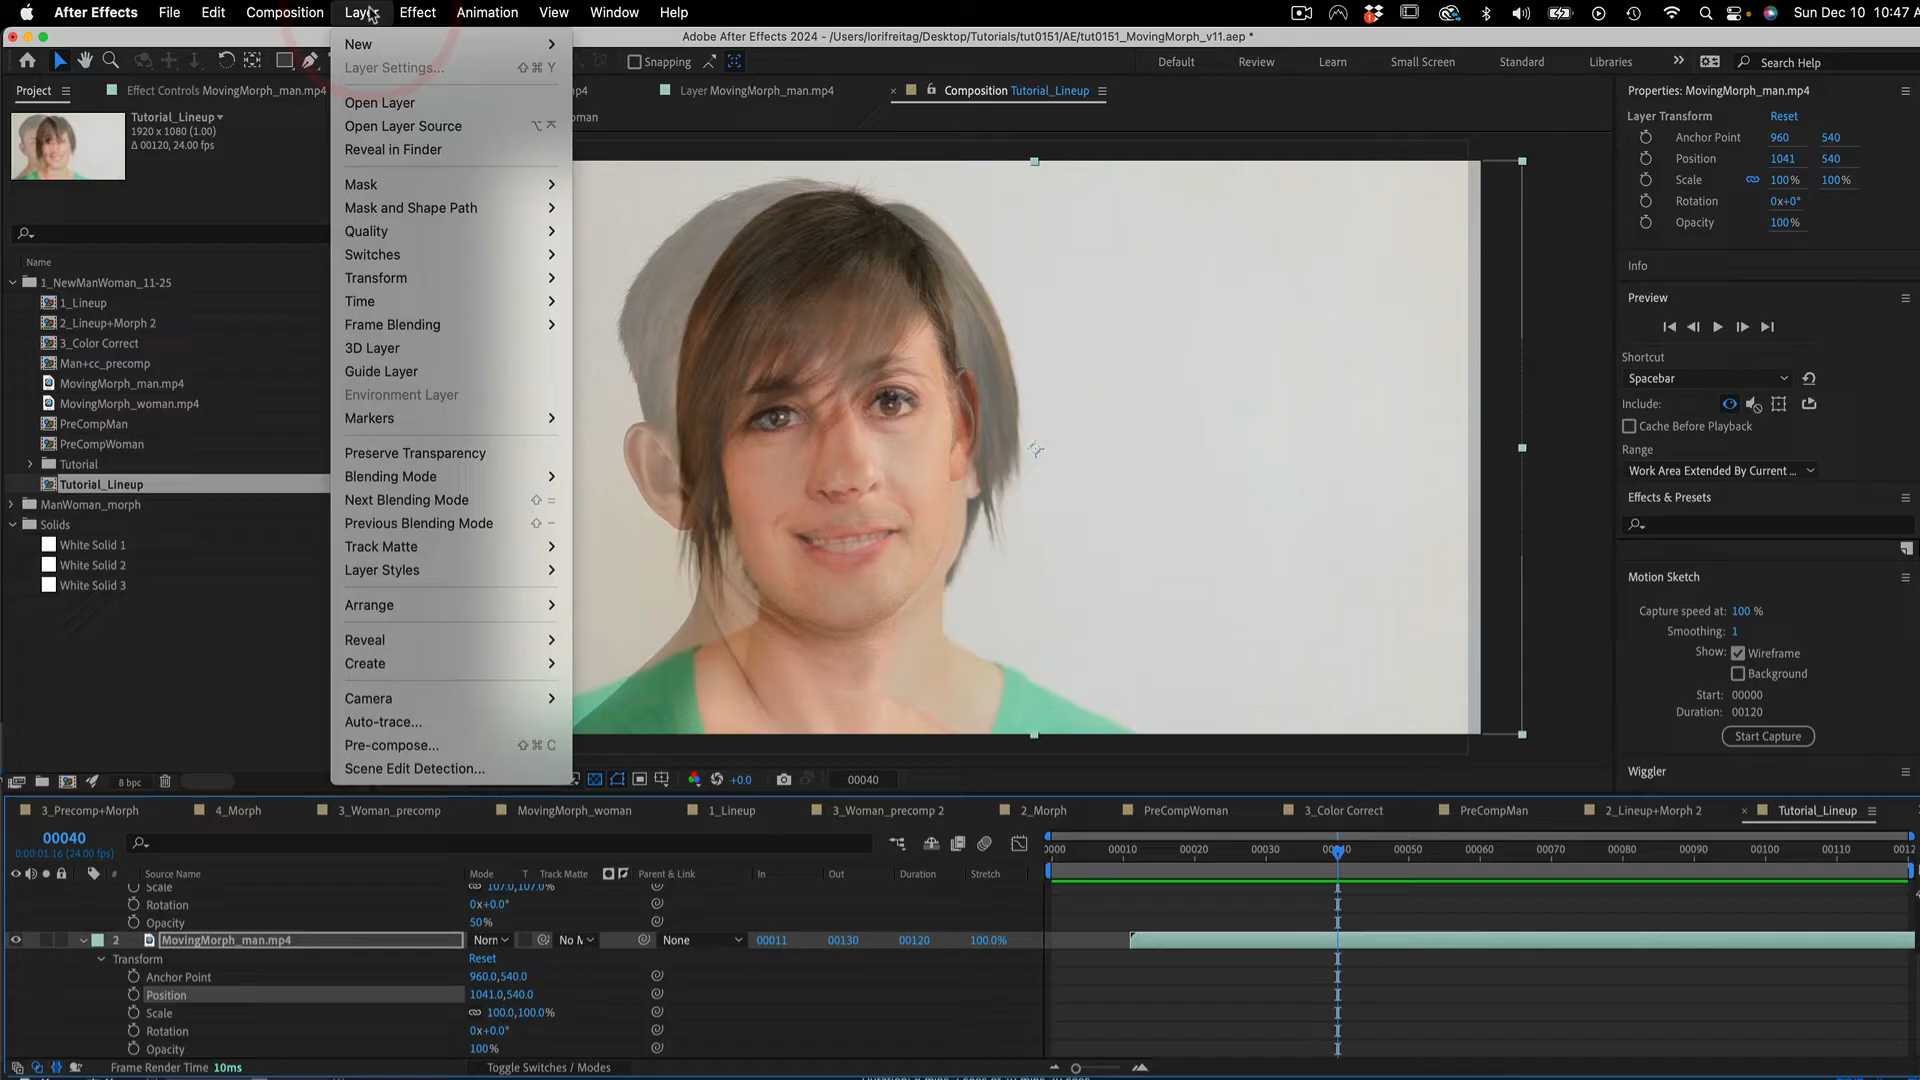 After Effects File Edit Composition Layer Effect Animation View Window Help Sun Dec 10 10:47 A
Adobe After Effects 2024 - /Users/lorifreitag/Desktop/Tutorials/tut0151/AE/tut0151_MovingMorph_v11.aep *
Snapping Default Review Learn Small Screen Standard Libraries Search Help
Project Effect Controls MovingMorph_man.mp4 Layer MovingMorph_man.mp4 Composition Tutorial_Lineup
Tutorial_Lineup
1920 x 1080 (1.00)
Δ 00120, 24.00 fps
Name
1_NewManWoman_11-25
1_Lineup
2_Lineup+Morph 2
3_Color Correct
Man+cc_precomp
MovingMorph_man.mp4
MovingMorph_woman.mp4
PreCompMan
PreCompWoman
Tutorial
Tutorial_Lineup
ManWoman_morph
Solids
White Solid 1
White Solid 2
White Solid 3
8 bpc
New
Layer Settings... ⇧⌘Y
Open Layer
Open Layer Source
Reveal in Finder
Mask
Mask and Shape Path
Quality
Switches
Transform
Time
Frame Blending
3D Layer
Guide Layer
Environment Layer
Markers
Preserve Transparency
Blending Mode
Next Blending Mode ⇧=
Previous Blending Mode ⇧-
Track Matte
Layer Styles
Arrange
Reveal
Create
Camera
Auto-trace...
Pre-compose... ⇧⌘C
Scene Edit Detection...
+0.0 00040
Properties: MovingMorph_man.mp4
Layer Transform Reset
Anchor Point 960 540
Position 1041 540
Scale 100% 100%
Rotation 0x+0°
Opacity 100%
Info
Preview
Shortcut
Spacebar
Include:
Cache Before Playback
Range
Work Area Extended By Current ...
Effects & Presets
Motion Sketch
Capture speed at: 100 %
Smoothing: 1
Show: Wireframe
Background
Start: 00000
Duration: 00120
Start Capture
Wiggler
3_Precomp+Morph 4_Morph 3_Woman_precomp MovingMorph_woman 1_Lineup 3_Woman_precomp 2 2_Morph PreCompWoman 3_Color Correct PreCompMan 2_Lineup+Morph 2 Tutorial_Lineup
00040
0:00:01:16 (24.00 fps)
0000 00010 00020 00030 00040 00050 00060 00070 00080 00090 00100 00110 0012
# Source Name Mode T Track Matte Parent & Link In Out Duration Stretch
Scale 107.0,107.0%
Rotation 0x+0.0°
Opacity 50%
2 MovingMorph_man.mp4 Norr No M None 00011 00130 00120 100.0%
Transform Reset
Anchor Point 960.0,540.0
Position 1041.0,540.0
Scale 100.0,100.0%
Rotation 0x+0.0°
Opacity 100%
Frame Render Time 10ms Toggle Switches / Modes